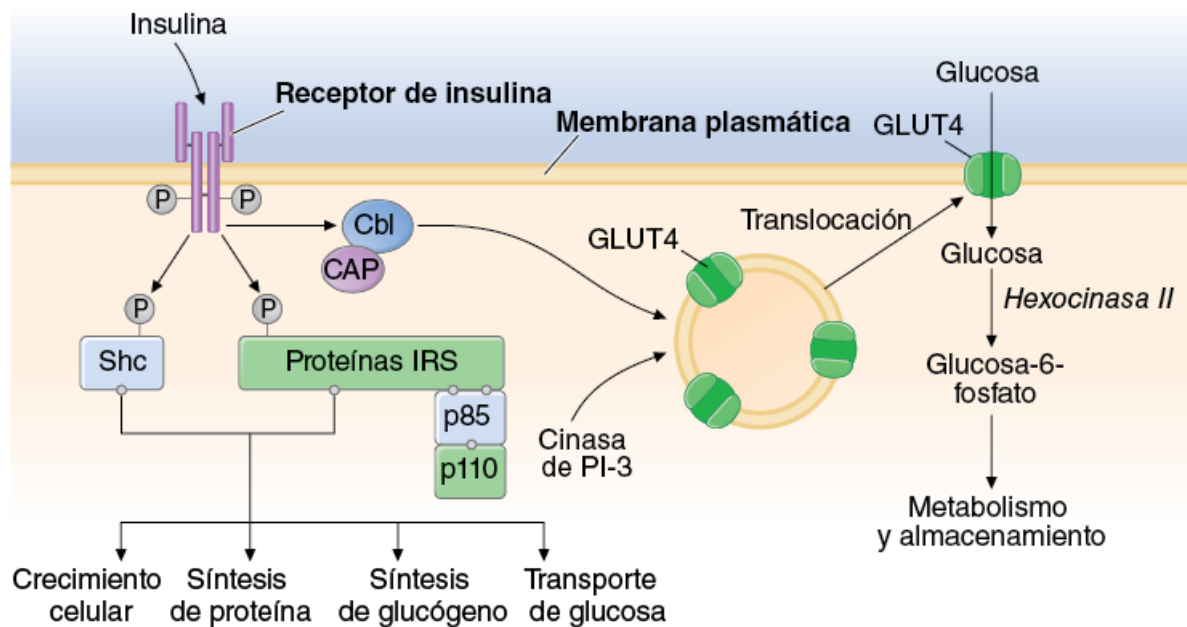 Insulina
Receptor de insulina
Membrana plasmática
Glucosa
GLUT4
P
P
Cbl
CAP
Translocación
GLUT4
Glucosa
Hexocinasa II
P
P
Shc
Proteínas IRS
p85
p110
Cinasa
de PI-3
Glucosa-6-
fosfato
Metabolismo
y almacenamiento
Crecimiento
celular
Síntesis
de proteína
Síntesis
de glucógeno
Transporte
de glucosa